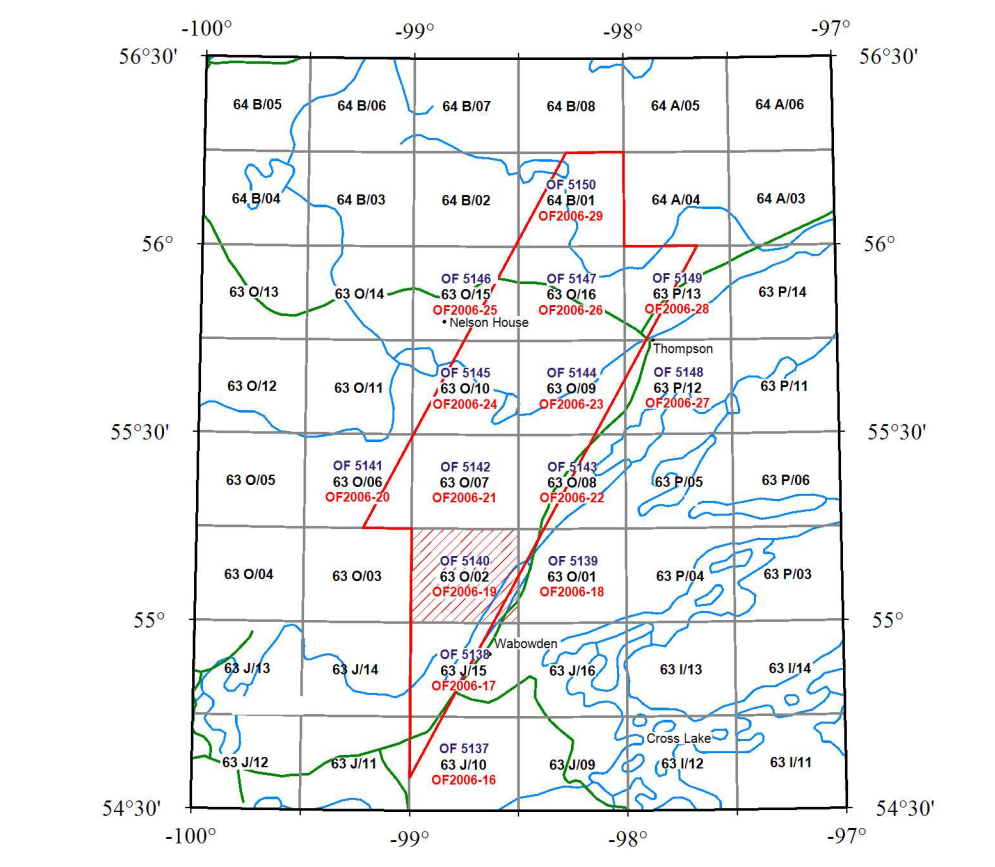 -100° -99° -98° -97°
56°30' 56°30'
64 B/05 64 B/06 64 B/07 64 B/08 64 A/05 64 A/06
OF 5150
64 B/04 64 B/03 64 B/02 64 B/01 64 A/04 64 A/03
OF2006-29
56° 56°
OF 5146 OF 5147 OF 5149
63 O/13 63 O/14 63 O/15 63 O/16 63 P/13 63 P/14
OF2006-25 OF2006-26 OF2006-28
Nelson House
Thompson
OF 5145 OF 5144 OF 5148
63 O/12 63 O/11 63 O/10 63 O/09 63 P/12 63 P/11
OF2006-24 OF2006-23 OF2006-27
55°30' 55°30'
OF 5141 OF 5142 OF 5143
63 O/05 63 O/06 63 O/07 63 O/08 63 P/05 63 P/06
OF2006-20 OF2006-21 OF2006-22
OF 5140 OF 5139
63 O/04 63 O/03 63 O/02 63 O/01 63 P/04 63 P/03
OF2006-19 OF2006-18
55° 55°
Wabowden
OF 5138
63 J/13 63 J/14 63 J/15 63 J/16 63 I/13 63 I/14
OF2006-17
Cross Lake
OF 5137
63 J/12 63 J/11 63 J/10 63 J/09 63 I/12 63 I/11
OF2006-16
54°30' 54°30'
-100° -99° -98° -97°